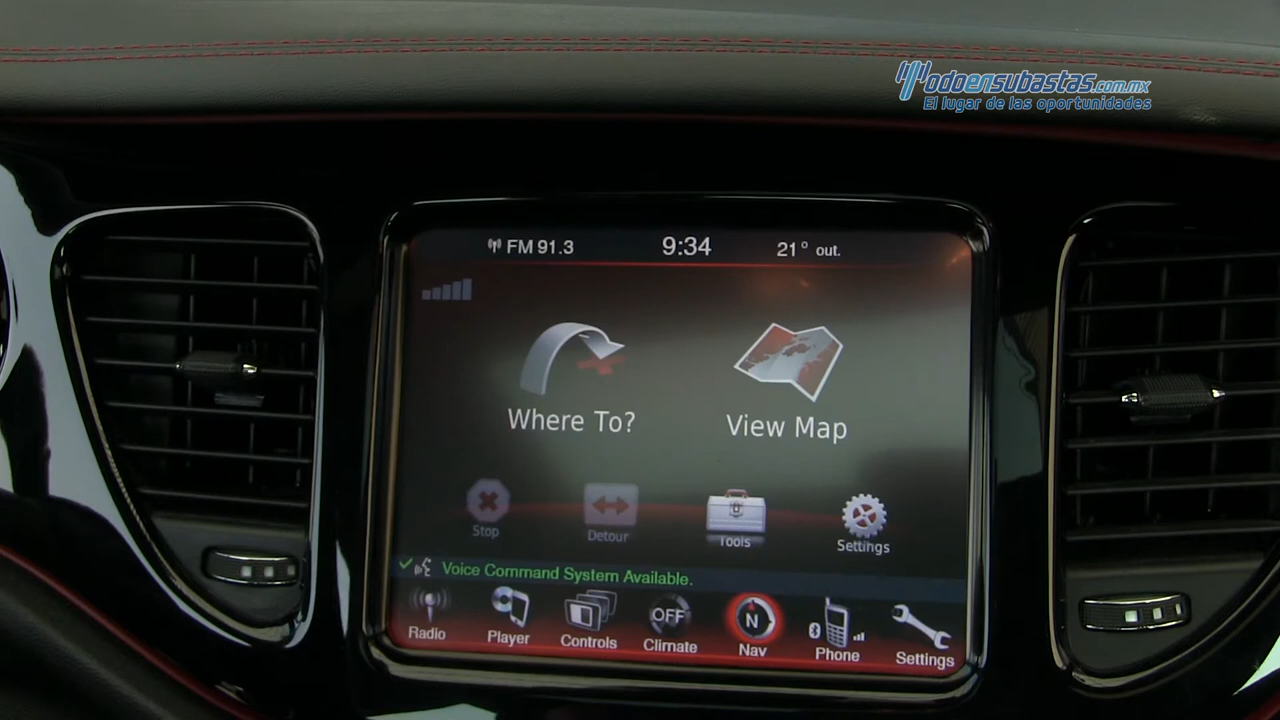 Todoensubastas.com.mx
El lugar de las oportunidades
FM 91.3 9:34 21° out.
Where To? View Map
Stop Detour Tools Settings
Voice Command System Available.
OFF N
Radio Player Controls Climate Nav Phone Settings